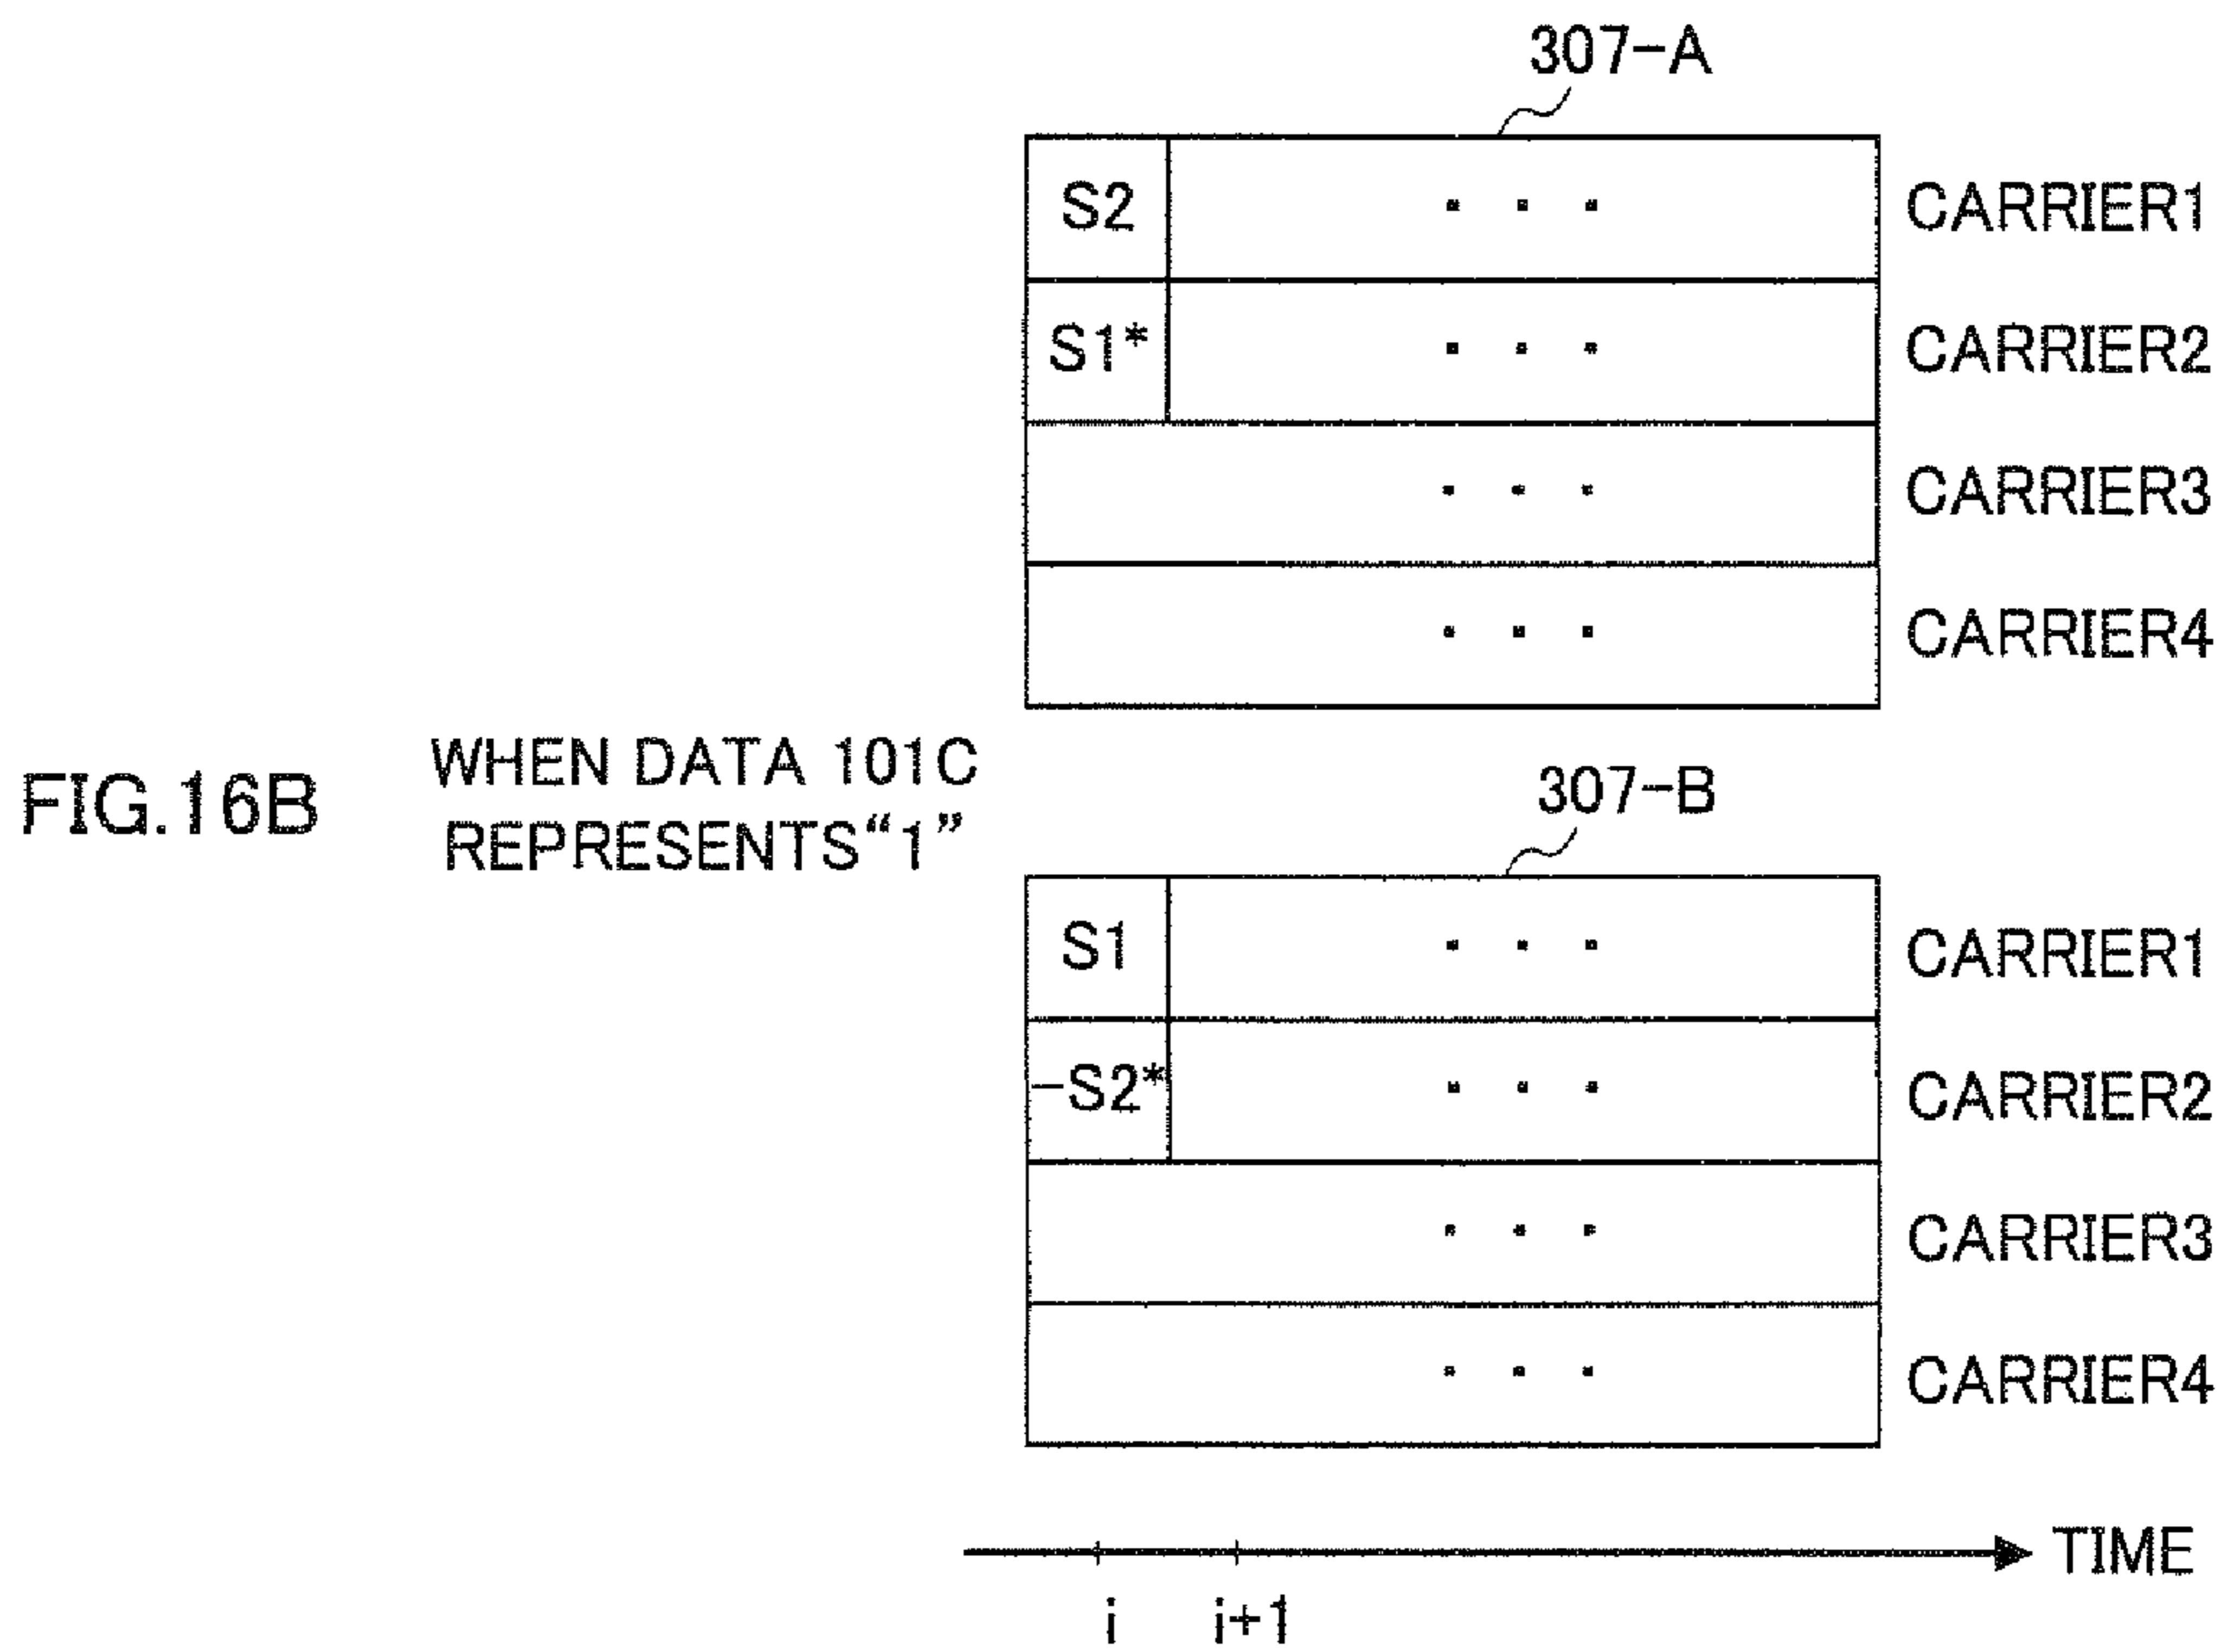 307-A
S2 ▪ ▪ ▪ CARRIER1
S1* ▪ ▪ ▪ CARRIER2
▪ ▪ ▪ CARRIER3
▪ ▪ ▪ CARRIER4
FIG.16B
WHEN DATA 101C
REPRESENTS“1”
307-B
S1 ▪ ▪ ▪ CARRIER1
-S2* ▪ ▪ ▪ CARRIER2
▪ ▪ ▪ CARRIER3
▪ ▪ ▪ CARRIER4
TIME
i i+1